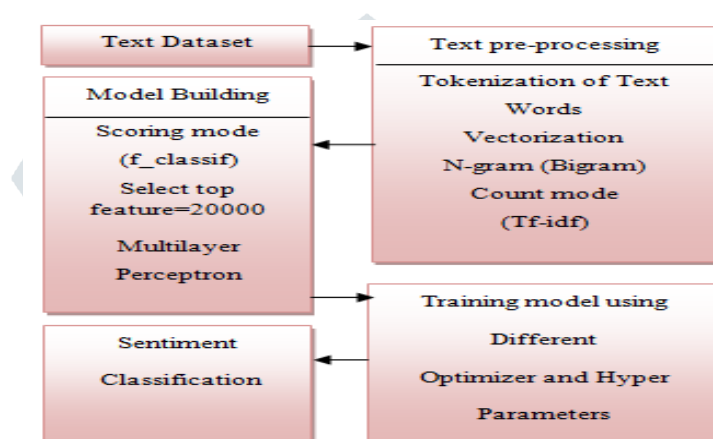 Text Dataset
Text pre-processing
Tokenization of Text
Words
Vectorization
N-gram (Bigram)
Count mode
(Tf-idf)
Model Building
Scoring mode
(f_classif)
Select top
feature=20000
Multilayer
Perceptron
Training model using
Different
Optimizer and Hyper
Parameters
Sentiment
Classification